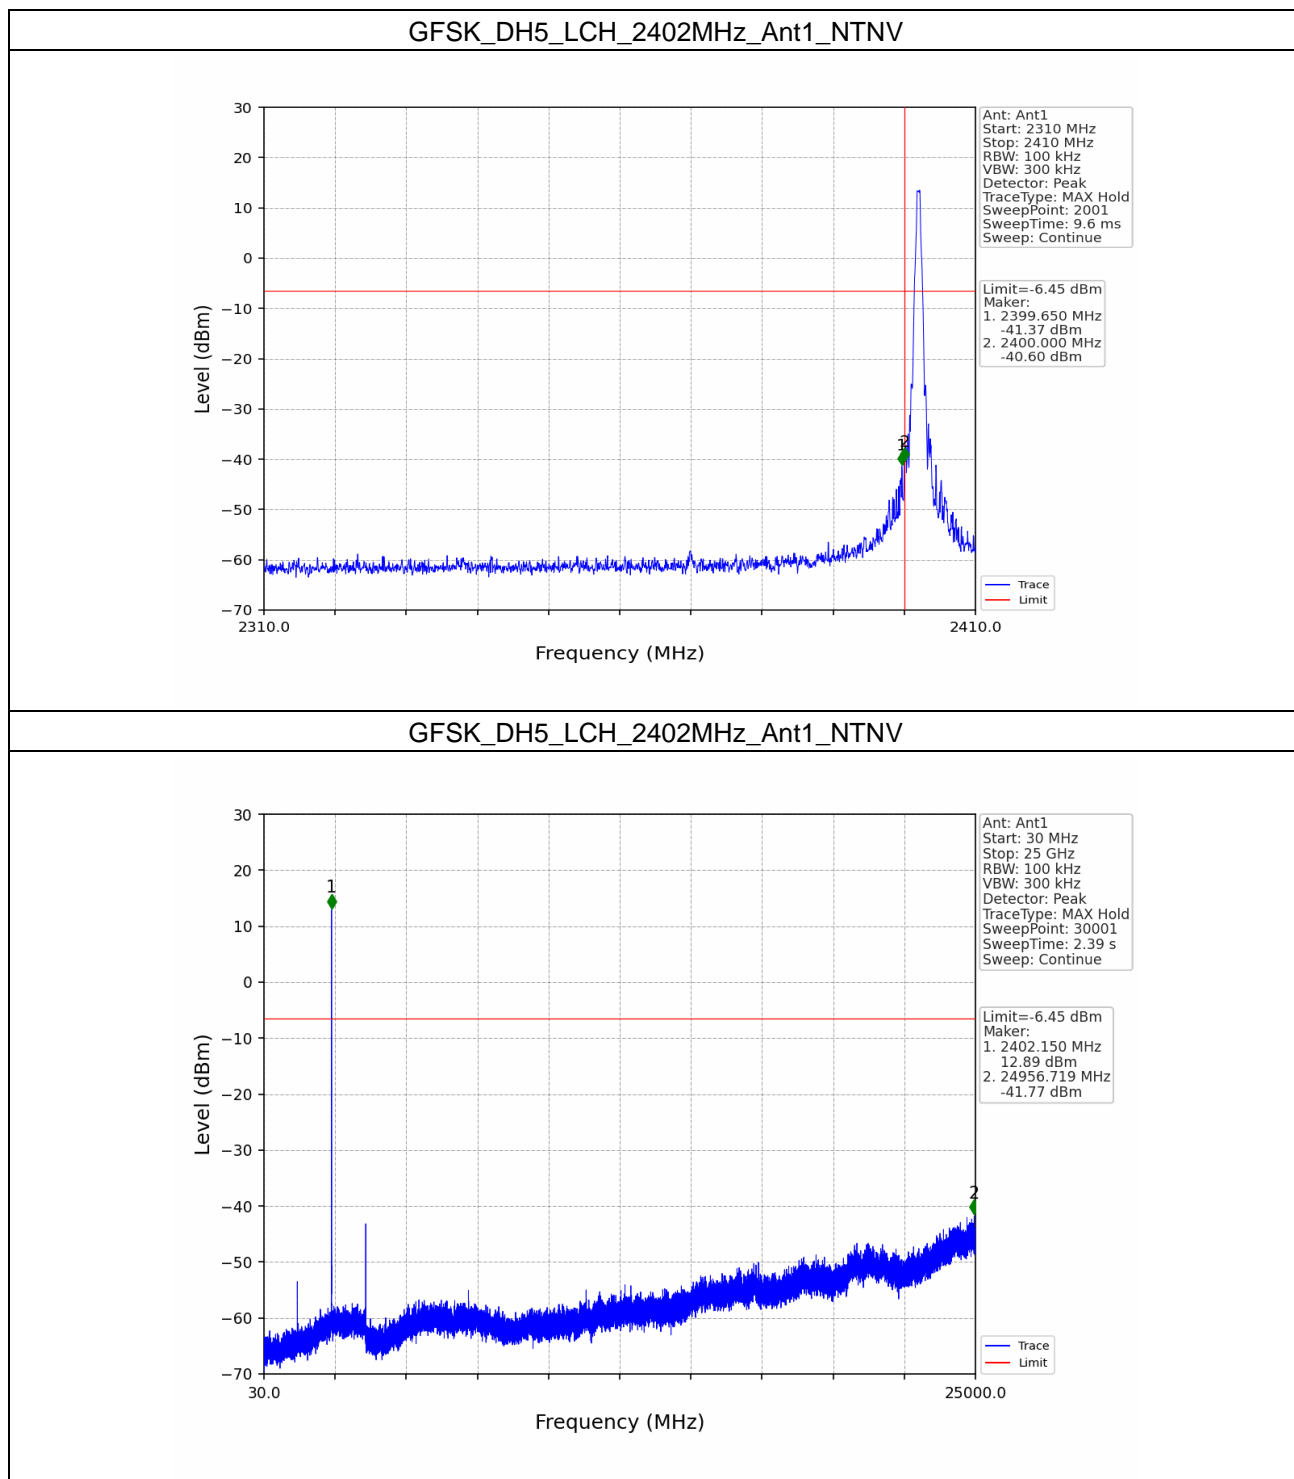 GFSK_DH5_LCH_2402MHz_Ant1_NTNV
30
20
10
0
−10
−20
−30
−40
−50
−60
−70
Level (dBm)
1
2
2310.0
2410.0
Frequency (MHz)
Ant: Ant1
Start: 2310 MHz
Stop: 2410 MHz
RBW: 100 kHz
VBW: 300 kHz
Detector: Peak
TraceType: MAX Hold
SweepPoint: 2001
SweepTime: 9.6 ms
Sweep: Continue
Limit=-6.45 dBm
Maker:
1. 2399.650 MHz
-41.37 dBm
2. 2400.000 MHz
-40.60 dBm
Trace
Limit
GFSK_DH5_LCH_2402MHz_Ant1_NTNV
30
20
10
0
−10
−20
−30
−40
−50
−60
−70
Level (dBm)
1
2
30.0
25000.0
Frequency (MHz)
Ant: Ant1
Start: 30 MHz
Stop: 25 GHz
RBW: 100 kHz
VBW: 300 kHz
Detector: Peak
TraceType: MAX Hold
SweepPoint: 30001
SweepTime: 2.39 s
Sweep: Continue
Limit=-6.45 dBm
Maker:
1. 2402.150 MHz
12.89 dBm
2. 24956.719 MHz
-41.77 dBm
Trace
Limit